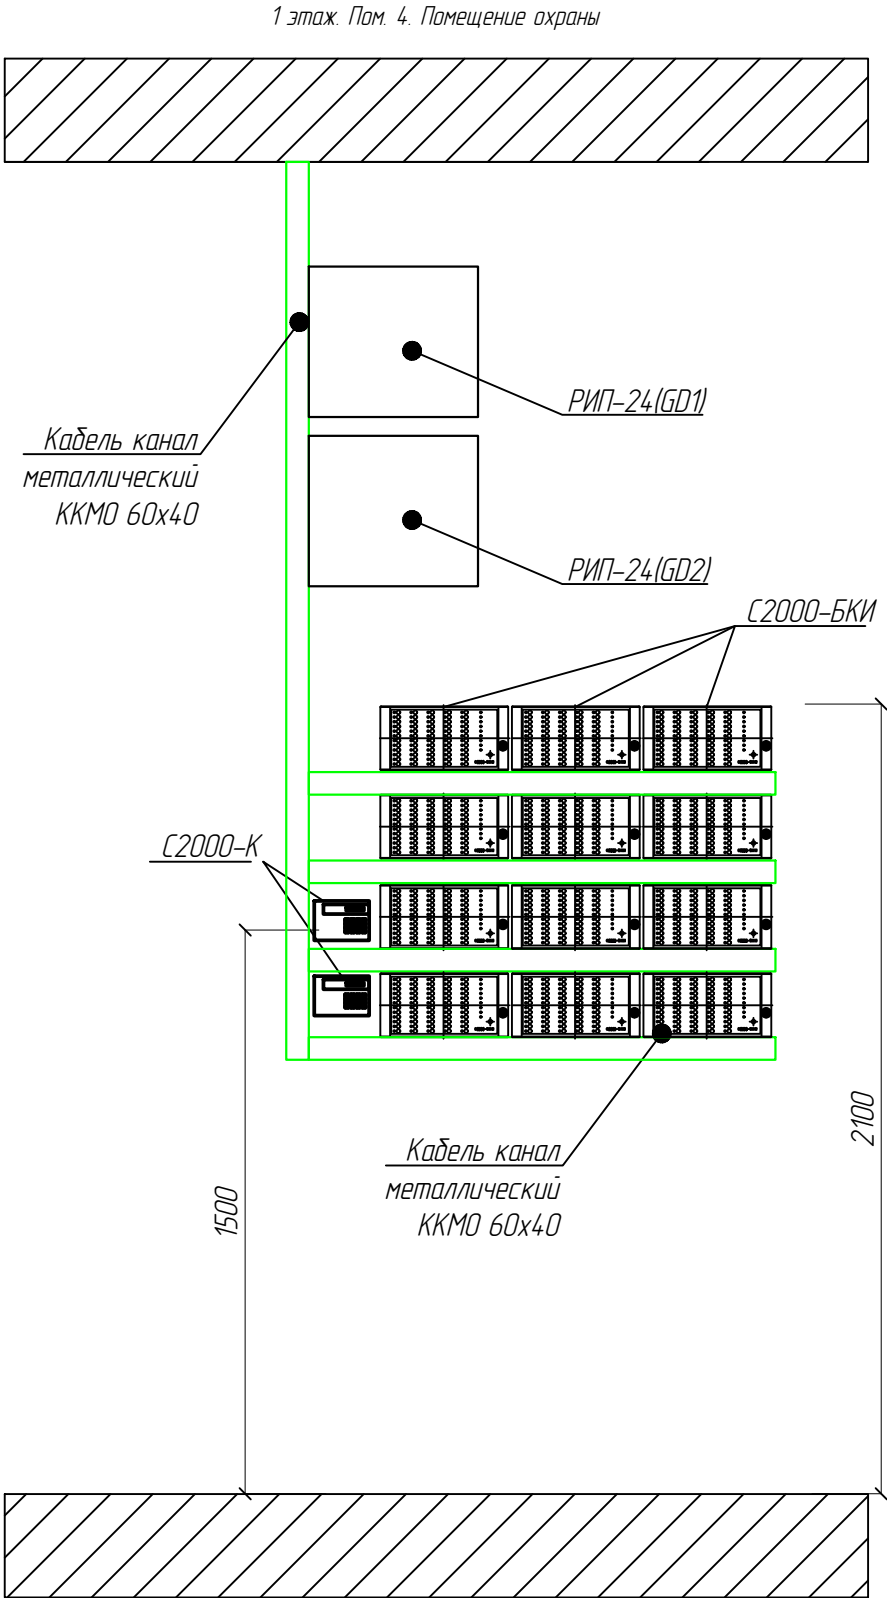 1 этаж. Пом. 4. Помещение охраны
РИП-24(GD1)
Кабель канал
металлический
ККМО 60х40
РИП-24(GD2)
С2000-БКИ
С2000-К
Кабель канал
металлический
ККМО 60х40
1500
2100